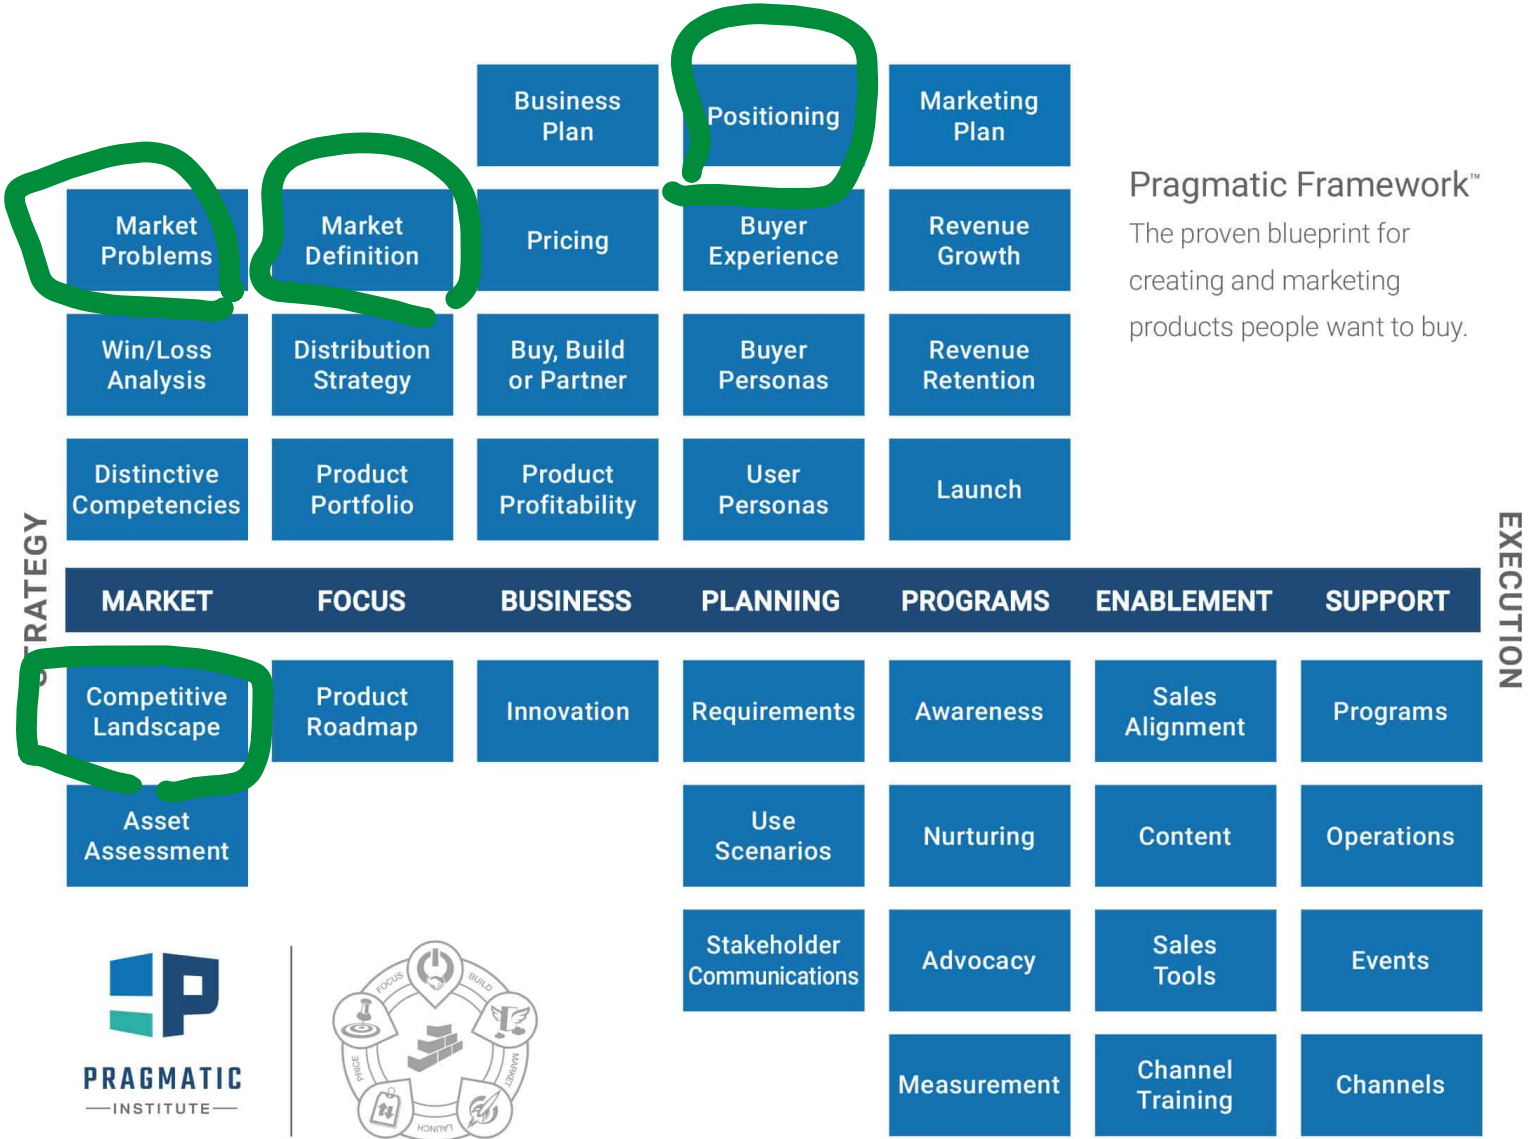 Business
Plan
Positioning
Marketing
Plan
Market
Problems
Market
Definition
Pricing
Buyer
Experience
Revenue
Growth
Pragmatic Framework™
The proven blueprint for
creating and marketing
products people want to buy.
Win/Loss
Analysis
Distribution
Strategy
Buy, Build
or Partner
Buyer
Personas
Revenue
Retention
Distinctive
Competencies
Product
Portfolio
Product
Profitability
User
Personas
Launch
STRATEGY
EXECUTION
MARKET
FOCUS
BUSINESS
PLANNING
PROGRAMS
ENABLEMENT
SUPPORT
Competitive
Landscape
Product
Roadmap
Innovation
Requirements
Awareness
Sales
Alignment
Programs
Asset
Assessment
Use
Scenarios
Nurturing
Content
Operations
Stakeholder
Communications
Advocacy
Sales
Tools
Events
Measurement
Channel
Training
Channels
PRAGMATIC
INSTITUTE
FOCUS
BUILD
MARKET
LAUNCH
PRICE